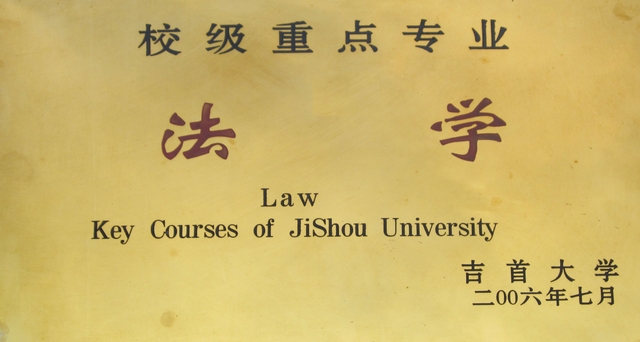 校级重点专业
法学
Law
Key Courses of JiShou University
吉首大学
二00六年七月